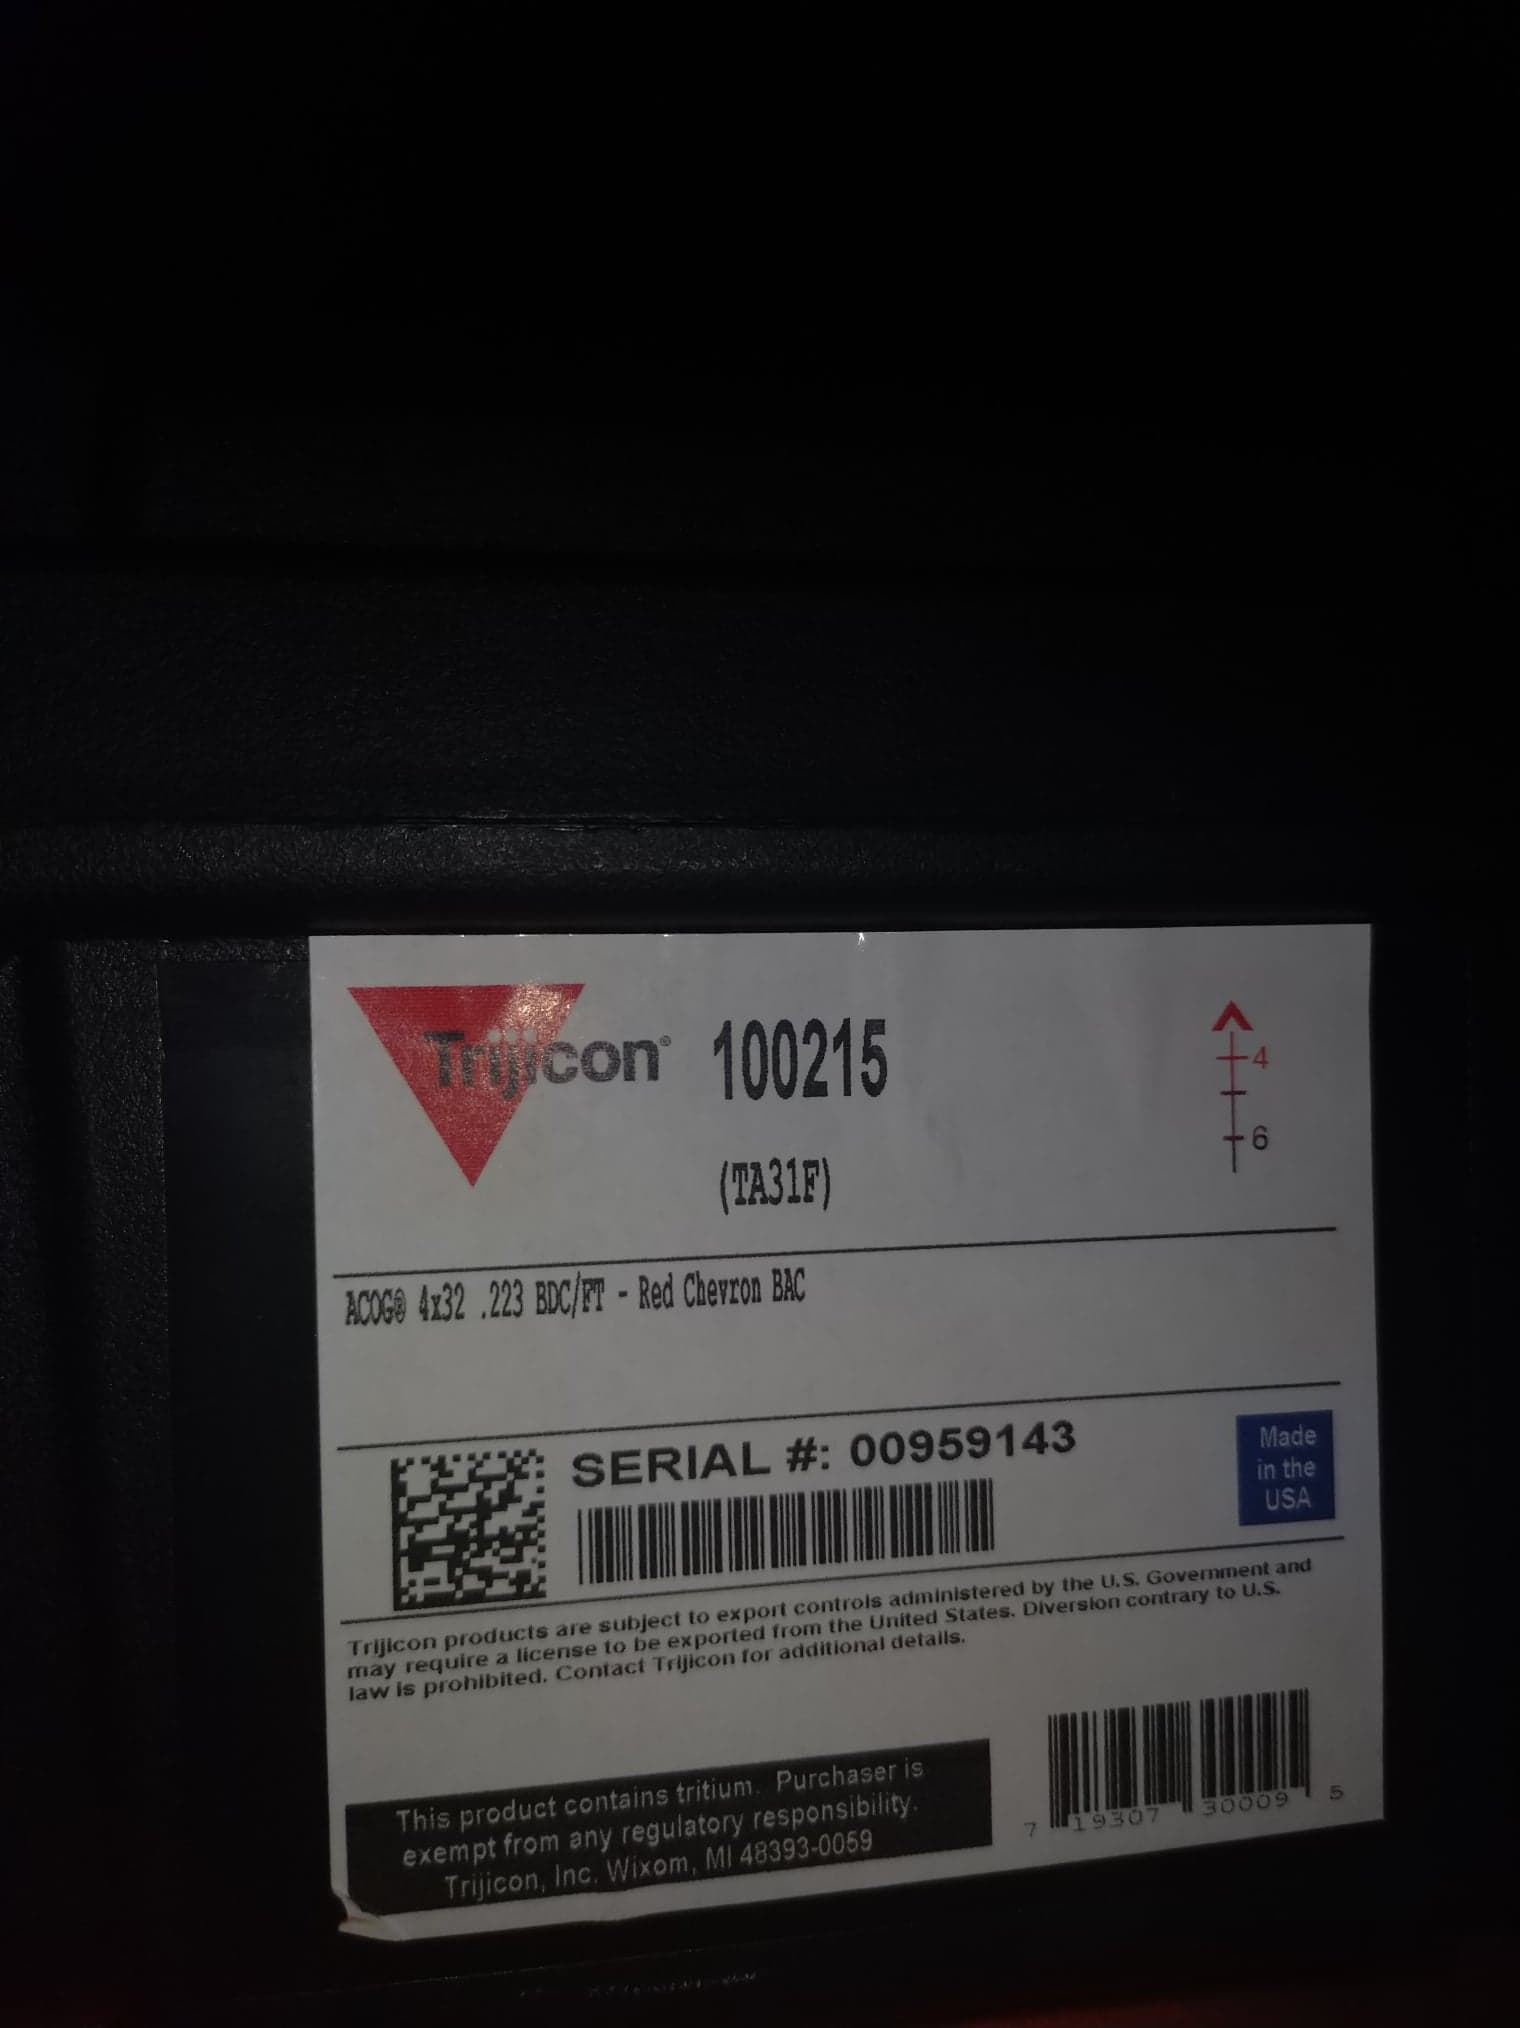 Trijicon® 100215
(TA31F)
4
6
ACOG® 4x32 .223 BDC/FT - Red Chevron BAC
SERIAL #: 00959143
Made
in the
USA
Trijicon products are subject to export controls administered by the U.S. Government and
may require a license to be exported from the United States. Diversion contrary to U.S.
law is prohibited. Contact Trijicon for additional details.
This product contains tritium. Purchaser is
exempt from any regulatory responsibility.
Trijicon, Inc. Wixom, MI 48393-0059
7 19307 30009 5